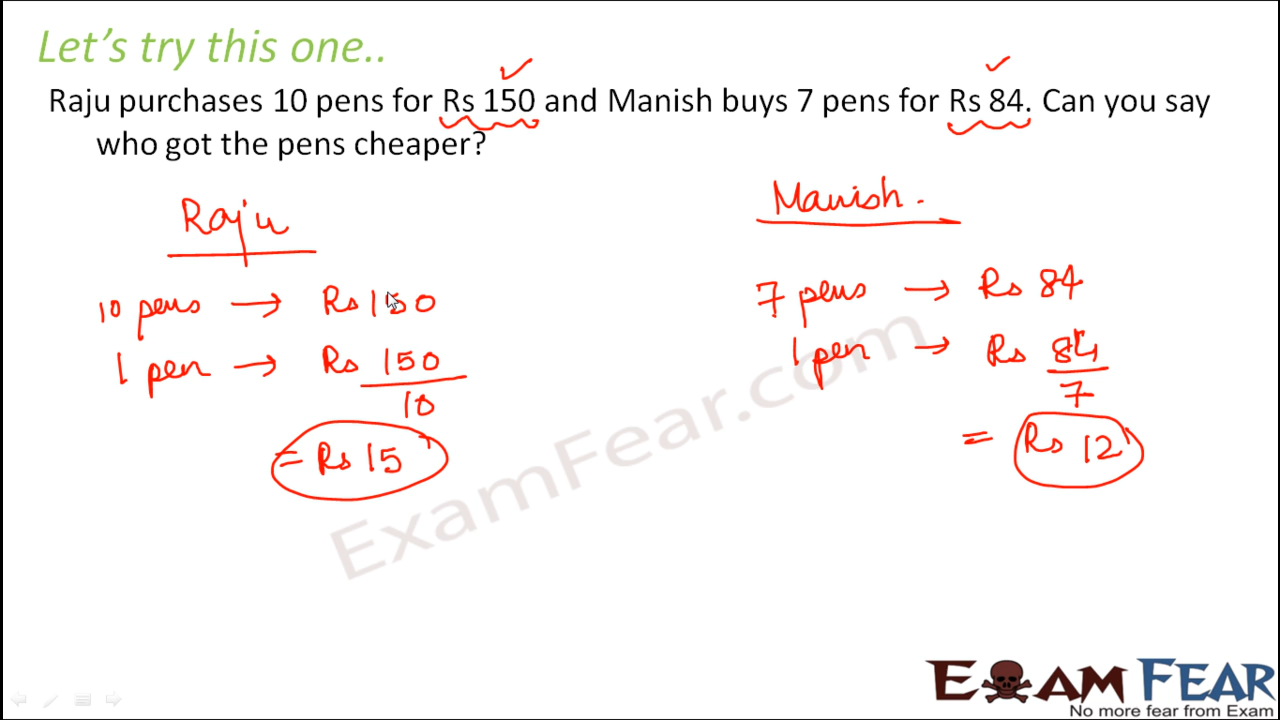 Let's try this one..
Raju purchases 10 pens for Rs 150 and Manish buys 7 pens for Rs 84. Can you say
who got the pens cheaper?
Raju
10 pens → Rs 150
1 pen → Rs 150
10
= Rs 15
Manish.
7 pens → Rs 84
1 pen → Rs 84
7
= Rs 12
ExamFear.com
EXAM FEAR
No more fear from Exam